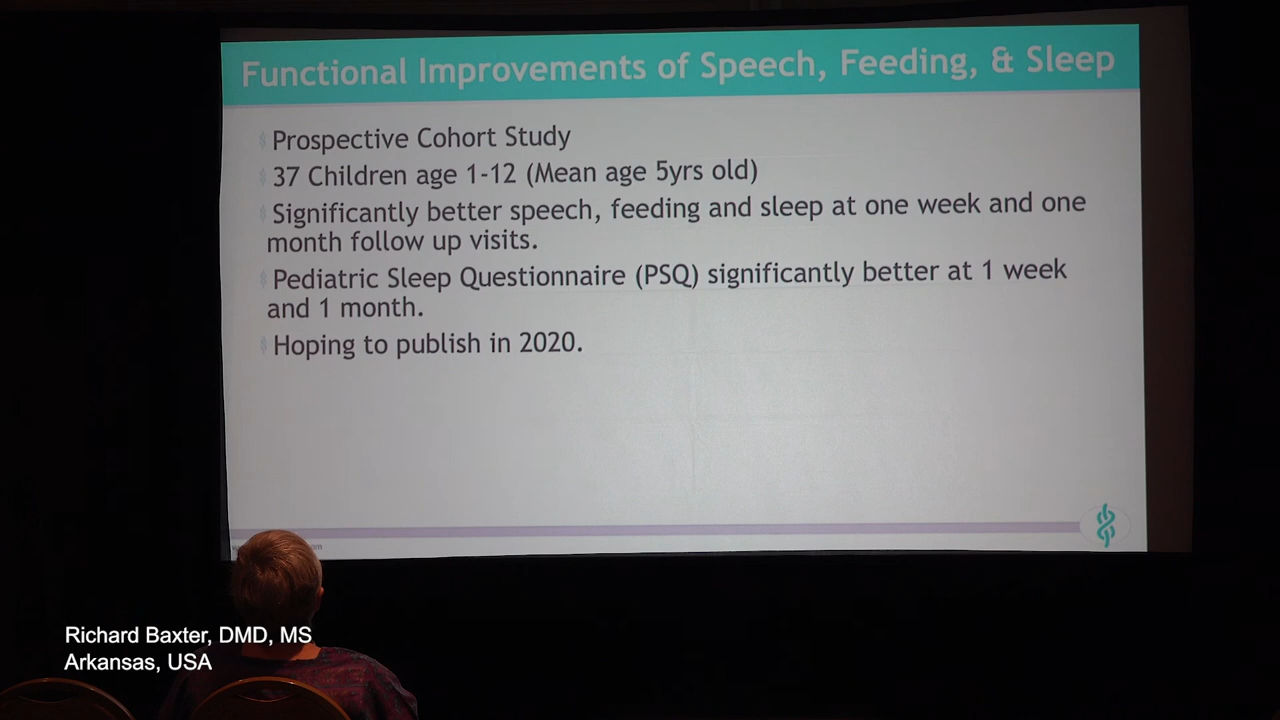 Functional Improvements of Speech, Feeding, & Sleep
Prospective Cohort Study
37 Children age 1-12 (Mean age 5yrs old)
Significantly better speech, feeding and sleep at one week and one
month follow up visits.
Pediatric Sleep Questionnaire (PSQ) significantly better at 1 week
and 1 month.
Hoping to publish in 2020.
Richard Baxter, DMD, MS
Arkansas, USA